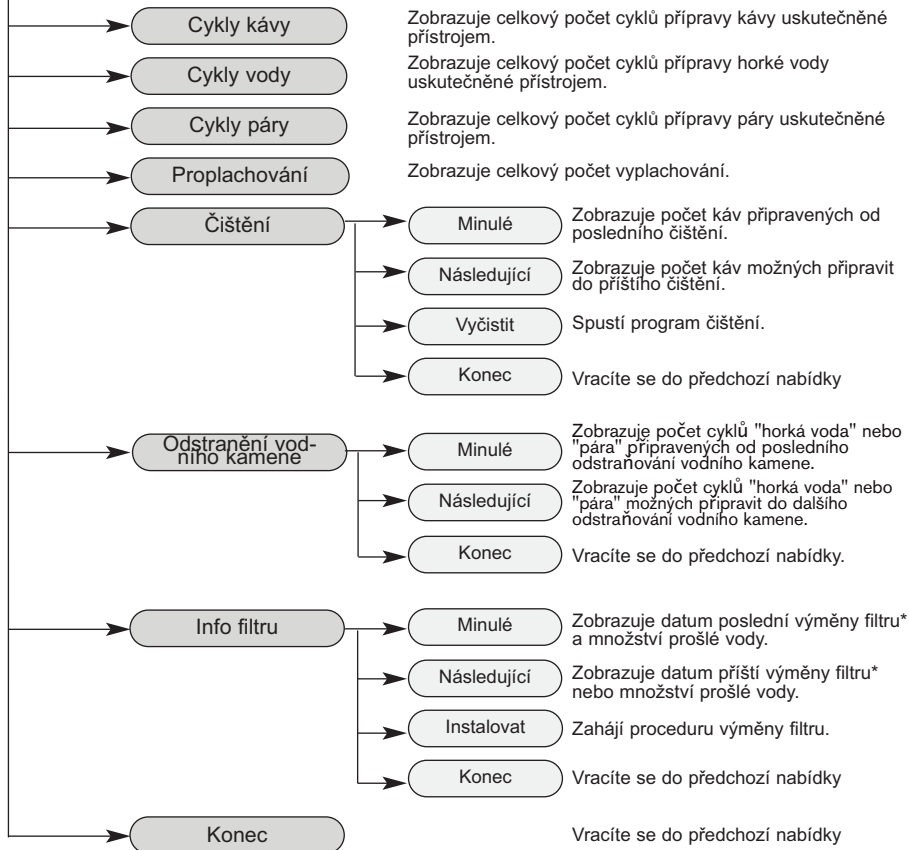 Cykly kávy
Zobrazuje celkový počet cyklů přípravy kávy uskutečněné
přístrojem.
Cykly vody
Zobrazuje celkový počet cyklů přípravy horké vody
uskutečněné přístrojem.
Cykly páry
Zobrazuje celkový počet cyklů přípravy páry uskutečněné
přístrojem.
Proplachování
Zobrazuje celkový počet vyplachování.
Čištění
Minulé
Zobrazuje počet káv připravených od
posledního čištění.
Následující
Zobrazuje počet káv možných připravit
do příštího čištění.
Vyčistit
Spustí program čištění.
Konec
Vracíte se do předchozí nabídky
Odstranění vod-
ního kamene
Minulé
Zobrazuje počet cyklů "horká voda" nebo
"pára" připravených od posledního
odstraňování vodního kamene.
Následující
Zobrazuje počet cyklů "horká voda" nebo
"pára" možných připravit do dalšího
odstraňování vodního kamene.
Konec
Vracíte se do předchozí nabídky.
Info filtru
Minulé
Zobrazuje datum poslední výměny filtru*
a množství prošlé vody.
Následující
Zobrazuje datum příští výměny filtru*
nebo množství prošlé vody.
Instalovat
Zahájí proceduru výměny filtru.
Konec
Vracíte se do předchozí nabídky
Konec
Vracíte se do předchozí nabídky